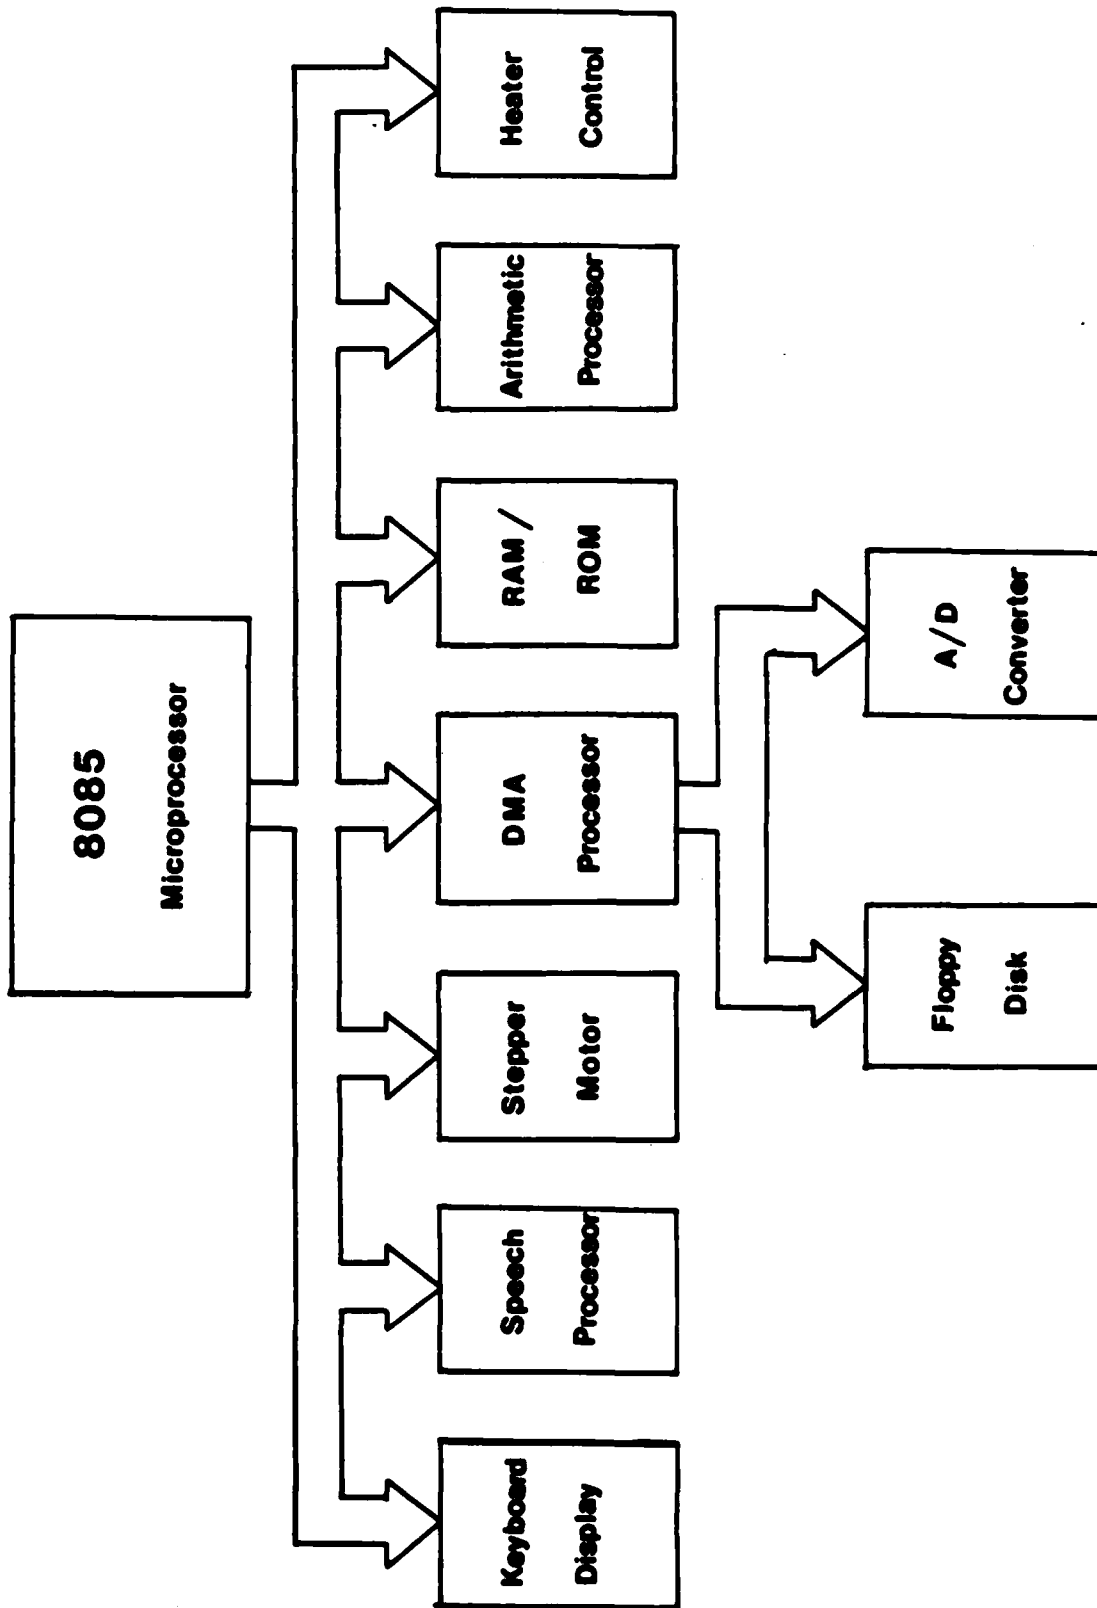 8085
Microprocessor
Keyboard
Display
Speech
Processor
Stepper
Motor
DMA
Processor
RAM/
ROM
Arithmetic
Processor
Heater
Control
Floppy
Disk
A/D
Converter